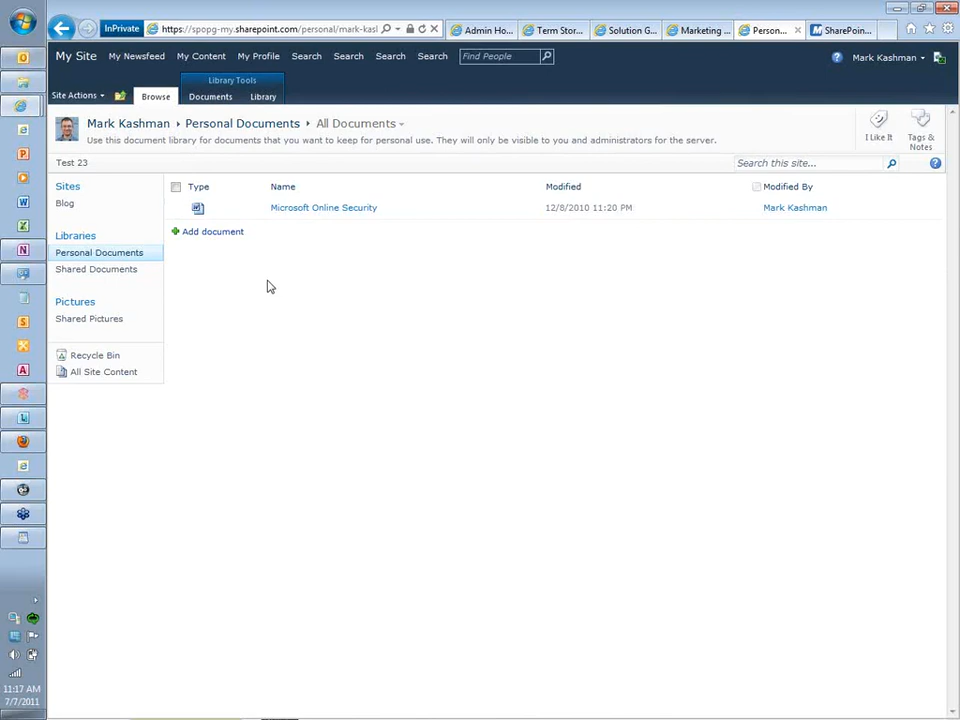 InPrivate
https://spopg-my.sharepoint.com/personal/mark-kasl
Admin Ho...
Term Stor...
Solution G...
Marketing ...
Person...
SharePoin...
My Site
My Newsfeed
My Content
My Profile
Search
Search
Search
Search
Find People
Mark Kashman
Library Tools
Site Actions
Browse
Documents
Library
Mark Kashman
Personal Documents
All Documents
Use this document library for documents that you want to keep for personal use. They will only be visible to you and administrators for the server.
I Like It
Tags &
Notes
Test 23
Search this site...
Sites
Blog
Libraries
Personal Documents
Shared Documents
Pictures
Shared Pictures
Recycle Bin
All Site Content
Type
Name
Modified
Modified By
Microsoft Online Security
12/8/2010 11:20 PM
Mark Kashman
Add document
11:17 AM
7/7/2011